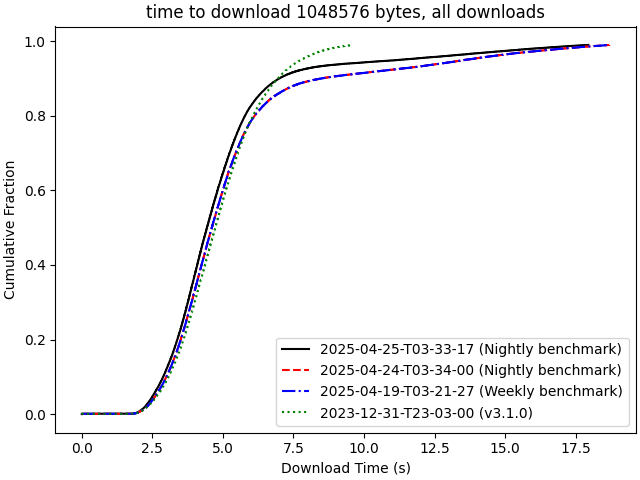 time to download 1048576 bytes, all downloads
Cumulative Fraction
1.0
0.8
0.6
0.4
0.2
0.0
2025-04-25-T03-33-17 (Nightly benchmark)
2025-04-24-T03-34-00 (Nightly benchmark)
2025-04-19-T03-21-27 (Weekly benchmark)
2023-12-31-T23-03-00 (v3.1.0)
0.0 2.5 5.0 7.5 10.0 12.5 15.0 17.5
Download Time (s)